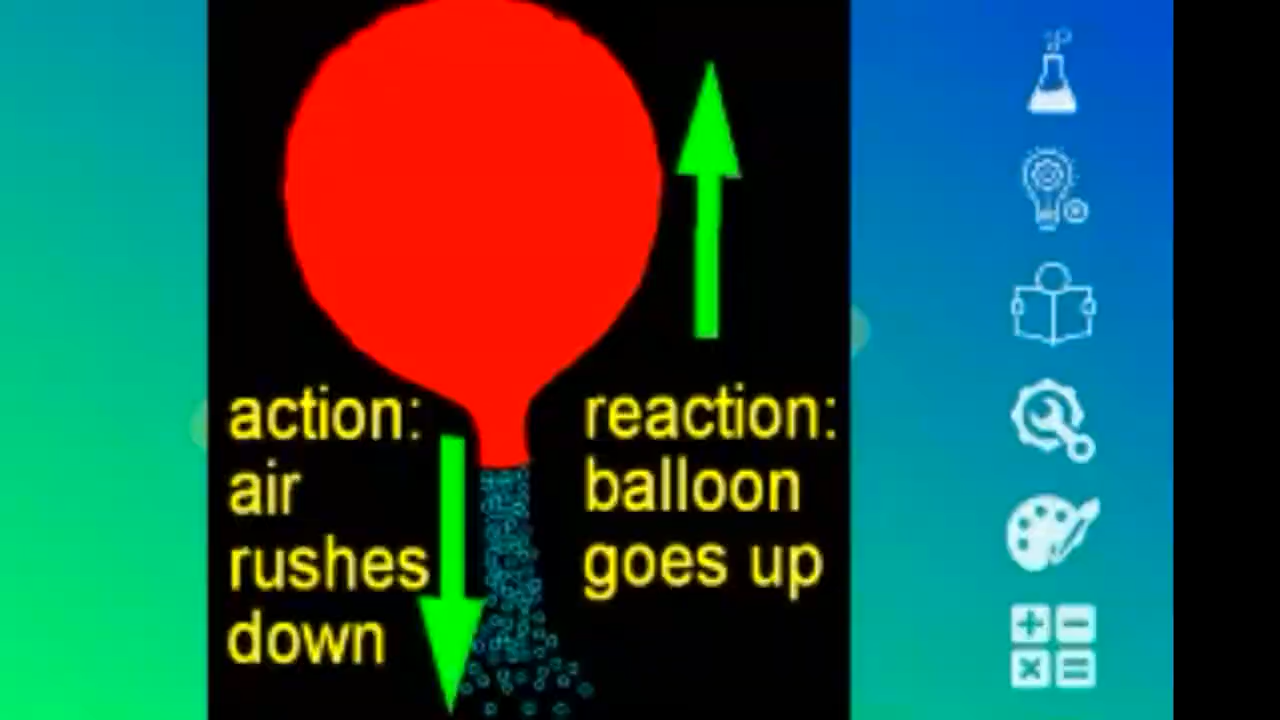 action:
air
rushes
down
reaction:
balloon
goes up